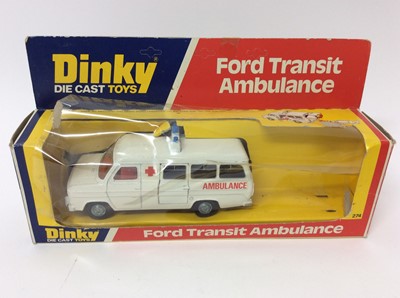 Dinky
DIE CAST TOYS
Ford Transit
Ambulance
AMBULANCE
274
Dinky
DIE CAST TOYS
Ford Transit Ambulance